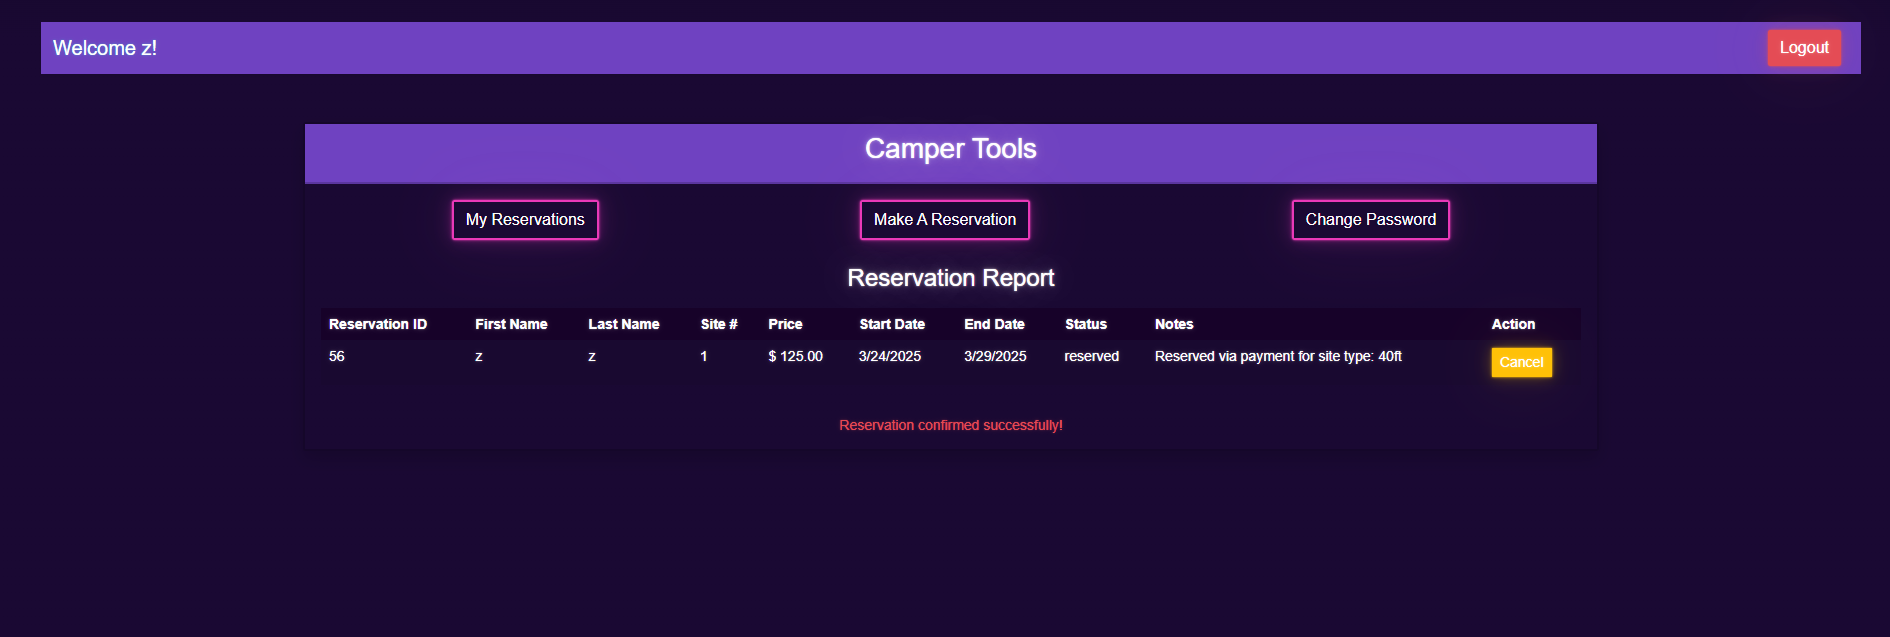 Welcome z!
Logout
Camper Tools
My Reservations
Make A Reservation
Change Password
Reservation Report
Reservation ID First Name Last Name Site # Price Start Date End Date Status Notes Action
56 z z 1 $ 125.00 3/24/2025 3/29/2025 reserved Reserved via payment for site type: 40ft Cancel
Reservation confirmed successfully!